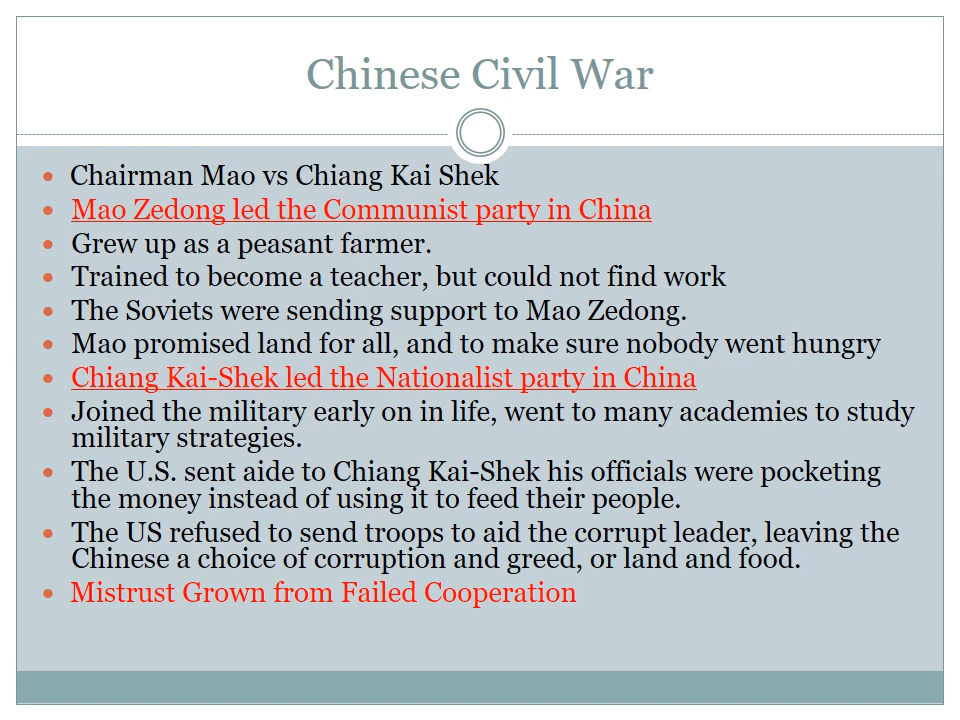 Chinese Civil War
Chairman Mao vs Chiang Kai Shek
Mao Zedong led the Communist party in China
Grew up as a peasant farmer.
Trained to become a teacher, but could not find work
The Soviets were sending support to Mao Zedong.
Mao promised land for all, and to make sure nobody went hungry
Chiang Kai-Shek led the Nationalist party in China
Joined the military early on in life, went to many academies to study
military strategies.
The U.S. sent aide to Chiang Kai-Shek his officials were pocketing
the money instead of using it to feed their people.
The US refused to send troops to aid the corrupt leader, leaving the
Chinese a choice of corruption and greed, or land and food.
Mistrust Grown from Failed Cooperation